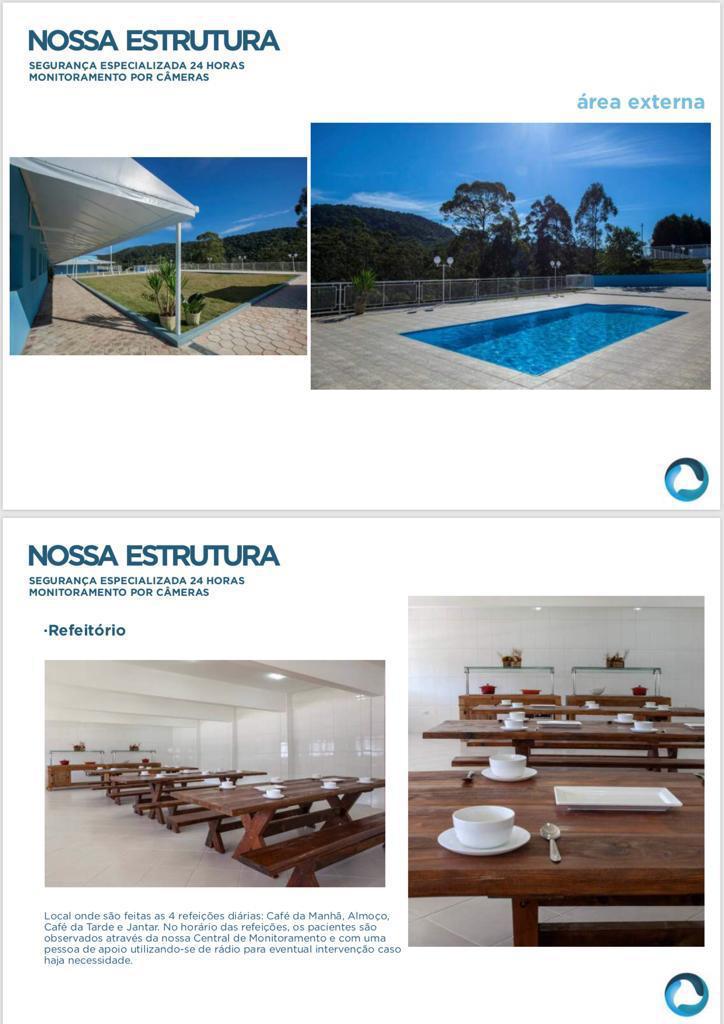 NOSSA ESTRUTURA
SEGURANÇA ESPECIALIZADA 24 HORAS
MONITORAMENTO POR CÂMERAS
área externa
NOSSA ESTRUTURA
SEGURANÇA ESPECIALIZADA 24 HORAS
MONITORAMENTO POR CÂMERAS
·Refeitório
Local onde são feitas as 4 refeições diárias: Café da Manhã, Almoço,
Café da Tarde e Jantar. No horário das refeições, os pacientes são
observados através da nossa Central de Monitoramento e com uma
pessoa de apoio utilizando-se de rádio para eventual intervenção caso
haja necessidade.